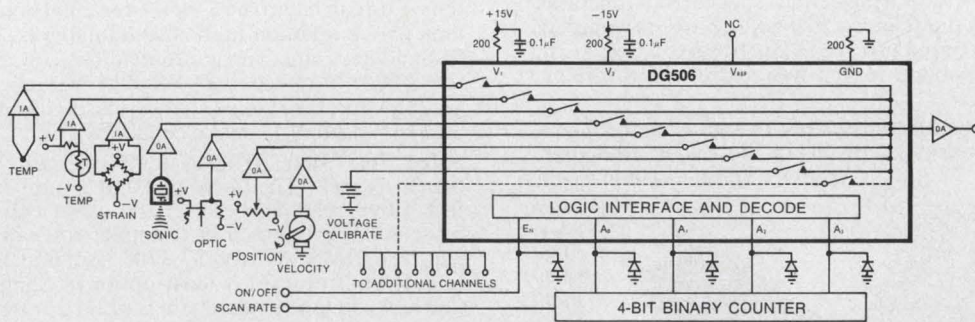 +15V
-15V
NC
200
0.1μF
200
0.1μF
200
V₁
V₂
VREF
GND
DG506
IA
IA
IA
OA
OA
OA
OA
OA
+V
+V
T
TEMP
-V
TEMP
-V
STRAIN
SONIC
+V
-V
OPTIC
+V
-V
POSITION
VELOCITY
VOLTAGE
CALIBRATE
LOGIC INTERFACE AND DECODE
EN
A₀
A₁
A₂
A₃
TO ADDITIONAL CHANNELS
ON/OFF
SCAN RATE
4-BIT BINARY COUNTER